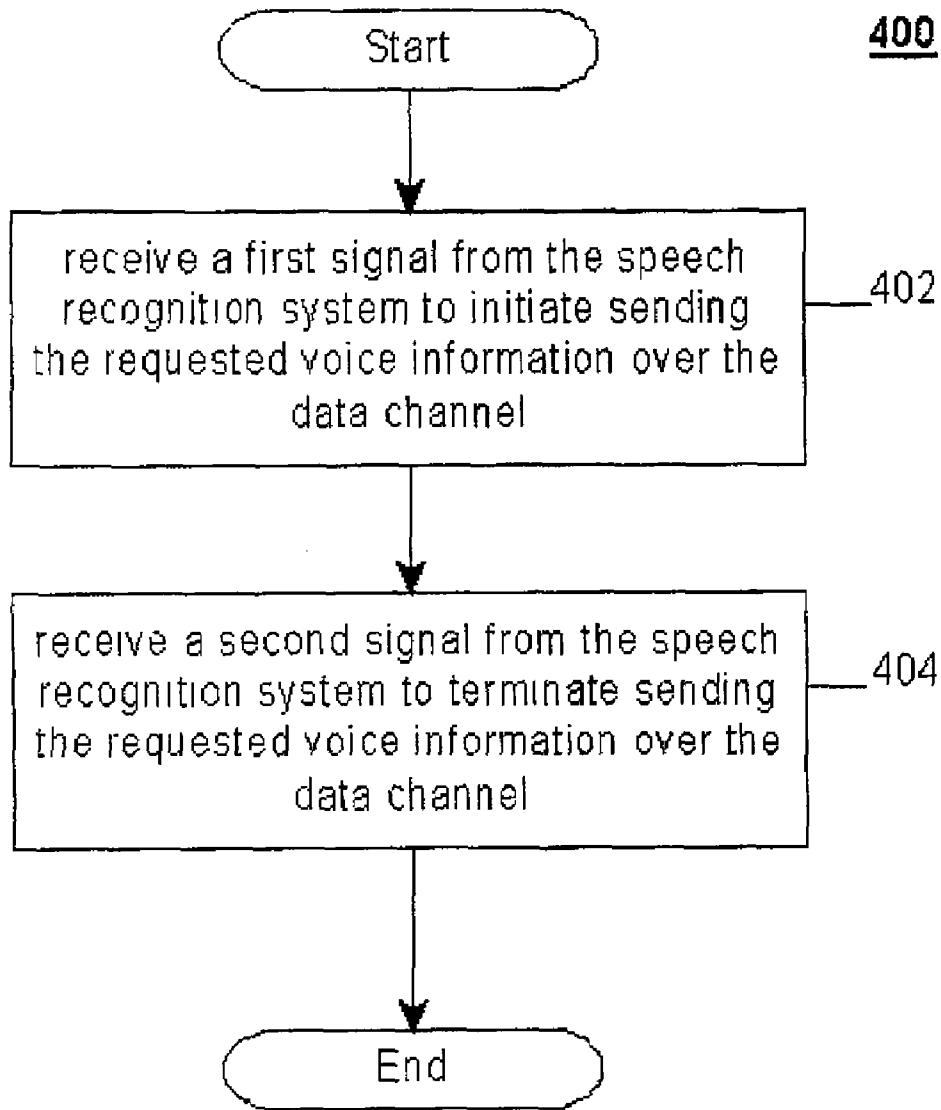 Start
400
receive a first signal from the speech
recognition system to initiate sending
the requested voice information over the
data channel
402
receive a second signal from the speech
recognition system to terminate sending
the requested voice information over the
data channel
404
End